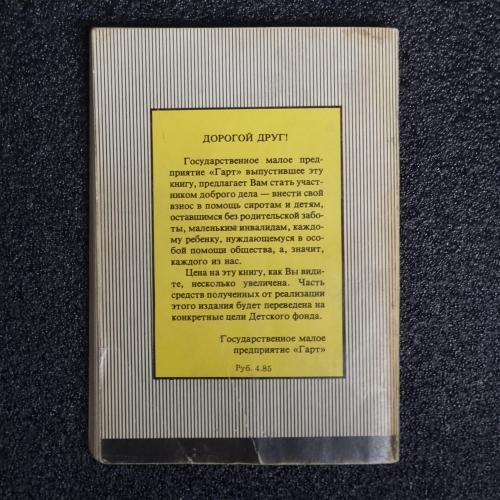 ДОРОГОЙ ДРУГ!
Государственное малое пред-
приятие «Гарт» выпустившее эту
книгу, предлагает Вам стать участ-
ником доброго дела — внести свой
взнос в помощь сиротам и детям,
оставшимся без родительской забо-
ты, маленьким инвалидам, каждо-
му ребенку, нуждающемуся в осо-
бой помощи общества, а, значит,
каждого из нас.
Цена на эту книгу, как Вы види-
те, несколько увеличена. Часть
средств полученных от реализации
этого издания будет переведена на
конкретные цели Детского фонда.
Государственное малое
предприятие «Гарт»
Руб. 4.85